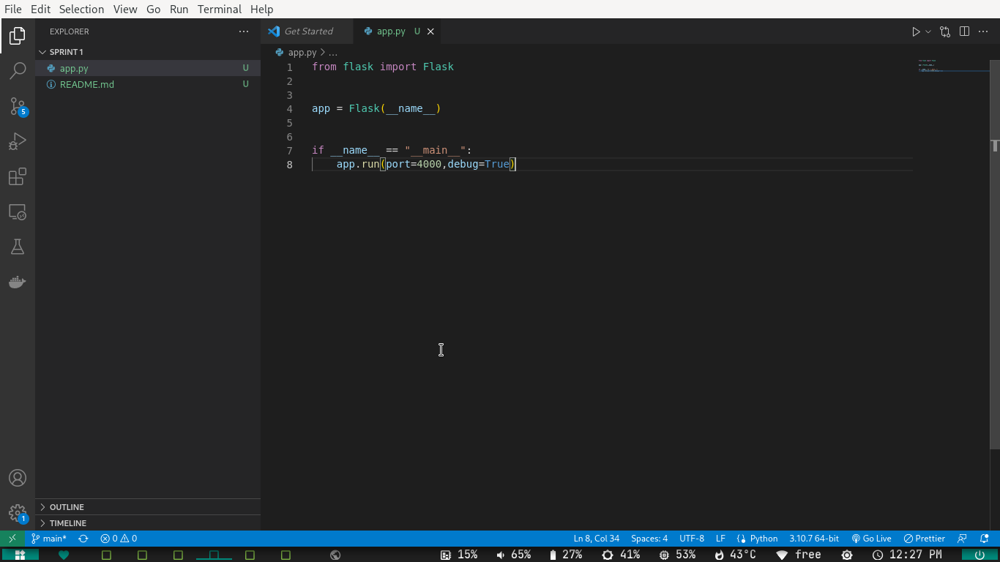 File Edit Selection View Go Run Terminal Help
EXPLORER
Get Started
app.py U
SPRINT 1
app.py U
README.md U
5
app.py > ...
1 from flask import Flask
2
3
4 app = Flask(__name__)
5
6
7 if __name__ == "__main__":
8 app.run(port=4000,debug=True)
OUTLINE
1
TIMELINE
main* 0 0 Ln 8, Col 34 Spaces: 4 UTF-8 LF Python 3.10.7 64-bit Go Live Prettier
15% 65% 27% 41% 53% 43°C free 12:27 PM